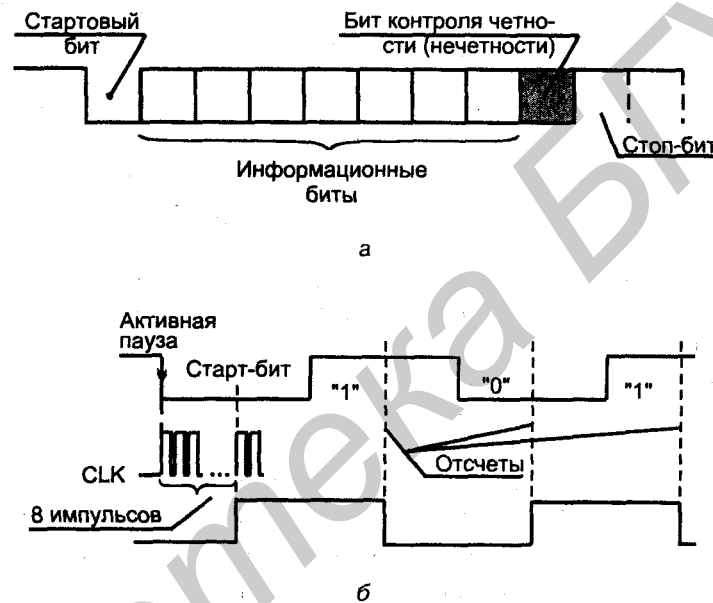 Стартовый
бит
Бит контроля четно-
сти (нечетности)
Информационные
биты
Стоп-бит
а
Активная
пауза
Старт-бит
"1"
"0"
"1"
CLK
...
Отсчеты
8 импульсов
б